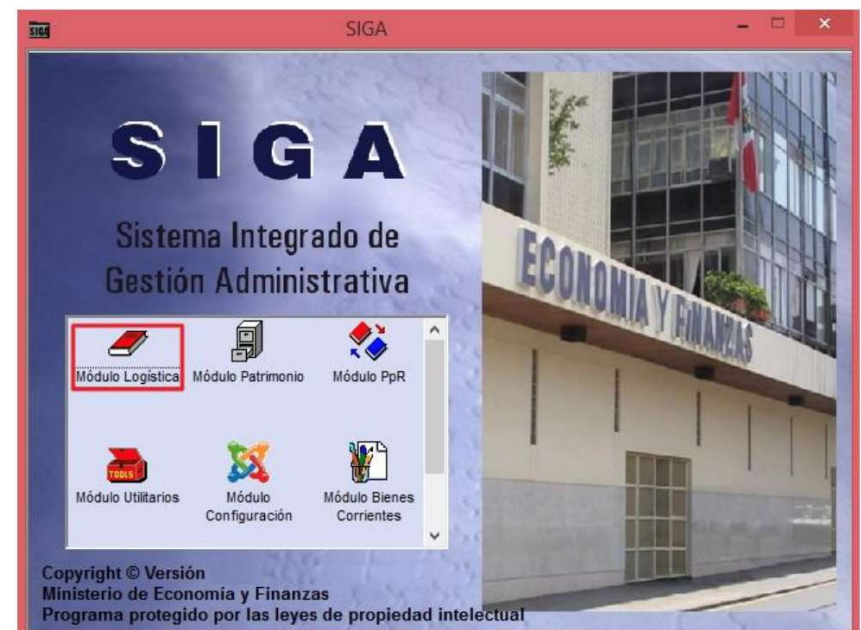 SIGA
SIGA
SIGA
Sistema Integrado de
Gestión Administrativa
Módulo Logística
Módulo Patrimonio
Módulo PpR
TOOLS
Módulo Utilitarios
Módulo
Configuración
Módulo Bienes
Corrientes
Copyright © Versión
Ministerio de Economía y Finanzas
Programa protegido por las leyes de propiedad intelectual
ECONOMIA Y FINANZAS